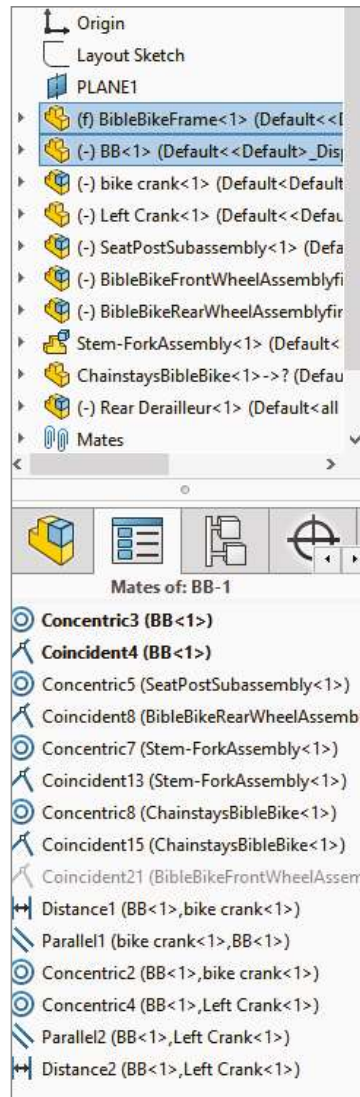 Origin
Layout Sketch
PLANE1
(f) BibleBikeFrame<1> (Default<<D
(-) BB<1> (Default<<Default>_Disp
(-) bike crank<1> (Default<Default
(-) Left Crank<1> (Default<<Defau
(-) SeatPostSubassembly<1> (Defa
(-) BibleBikeFrontWheelAssemblyfi
(-) BibleBikeRearWheelAssemblyfir
Stem-ForkAssembly<1> (Default<
ChainstaysBibleBike<1>->? (Defau
(-) Rear Derailleur<1> (Default<all
Mates
Mates of: BB-1
Concentric3 (BB<1>)
Coincident4 (BB<1>)
Concentric5 (SeatPostSubassembly<1>)
Coincident8 (BibleBikeRearWheelAssemb
Concentric7 (Stem-ForkAssembly<1>)
Coincident13 (Stem-ForkAssembly<1>)
Concentric8 (ChainstaysBibleBike<1>)
Coincident15 (ChainstaysBibleBike<1>)
Coincident21 (BibleBikeFrontWheelAssem
Distance1 (BB<1>,bike crank<1>)
Parallel1 (bike crank<1>,BB<1>)
Concentric2 (BB<1>,bike crank<1>)
Concentric4 (BB<1>,Left Crank<1>)
Parallel2 (BB<1>,Left Crank<1>)
Distance2 (BB<1>,Left Crank<1>)